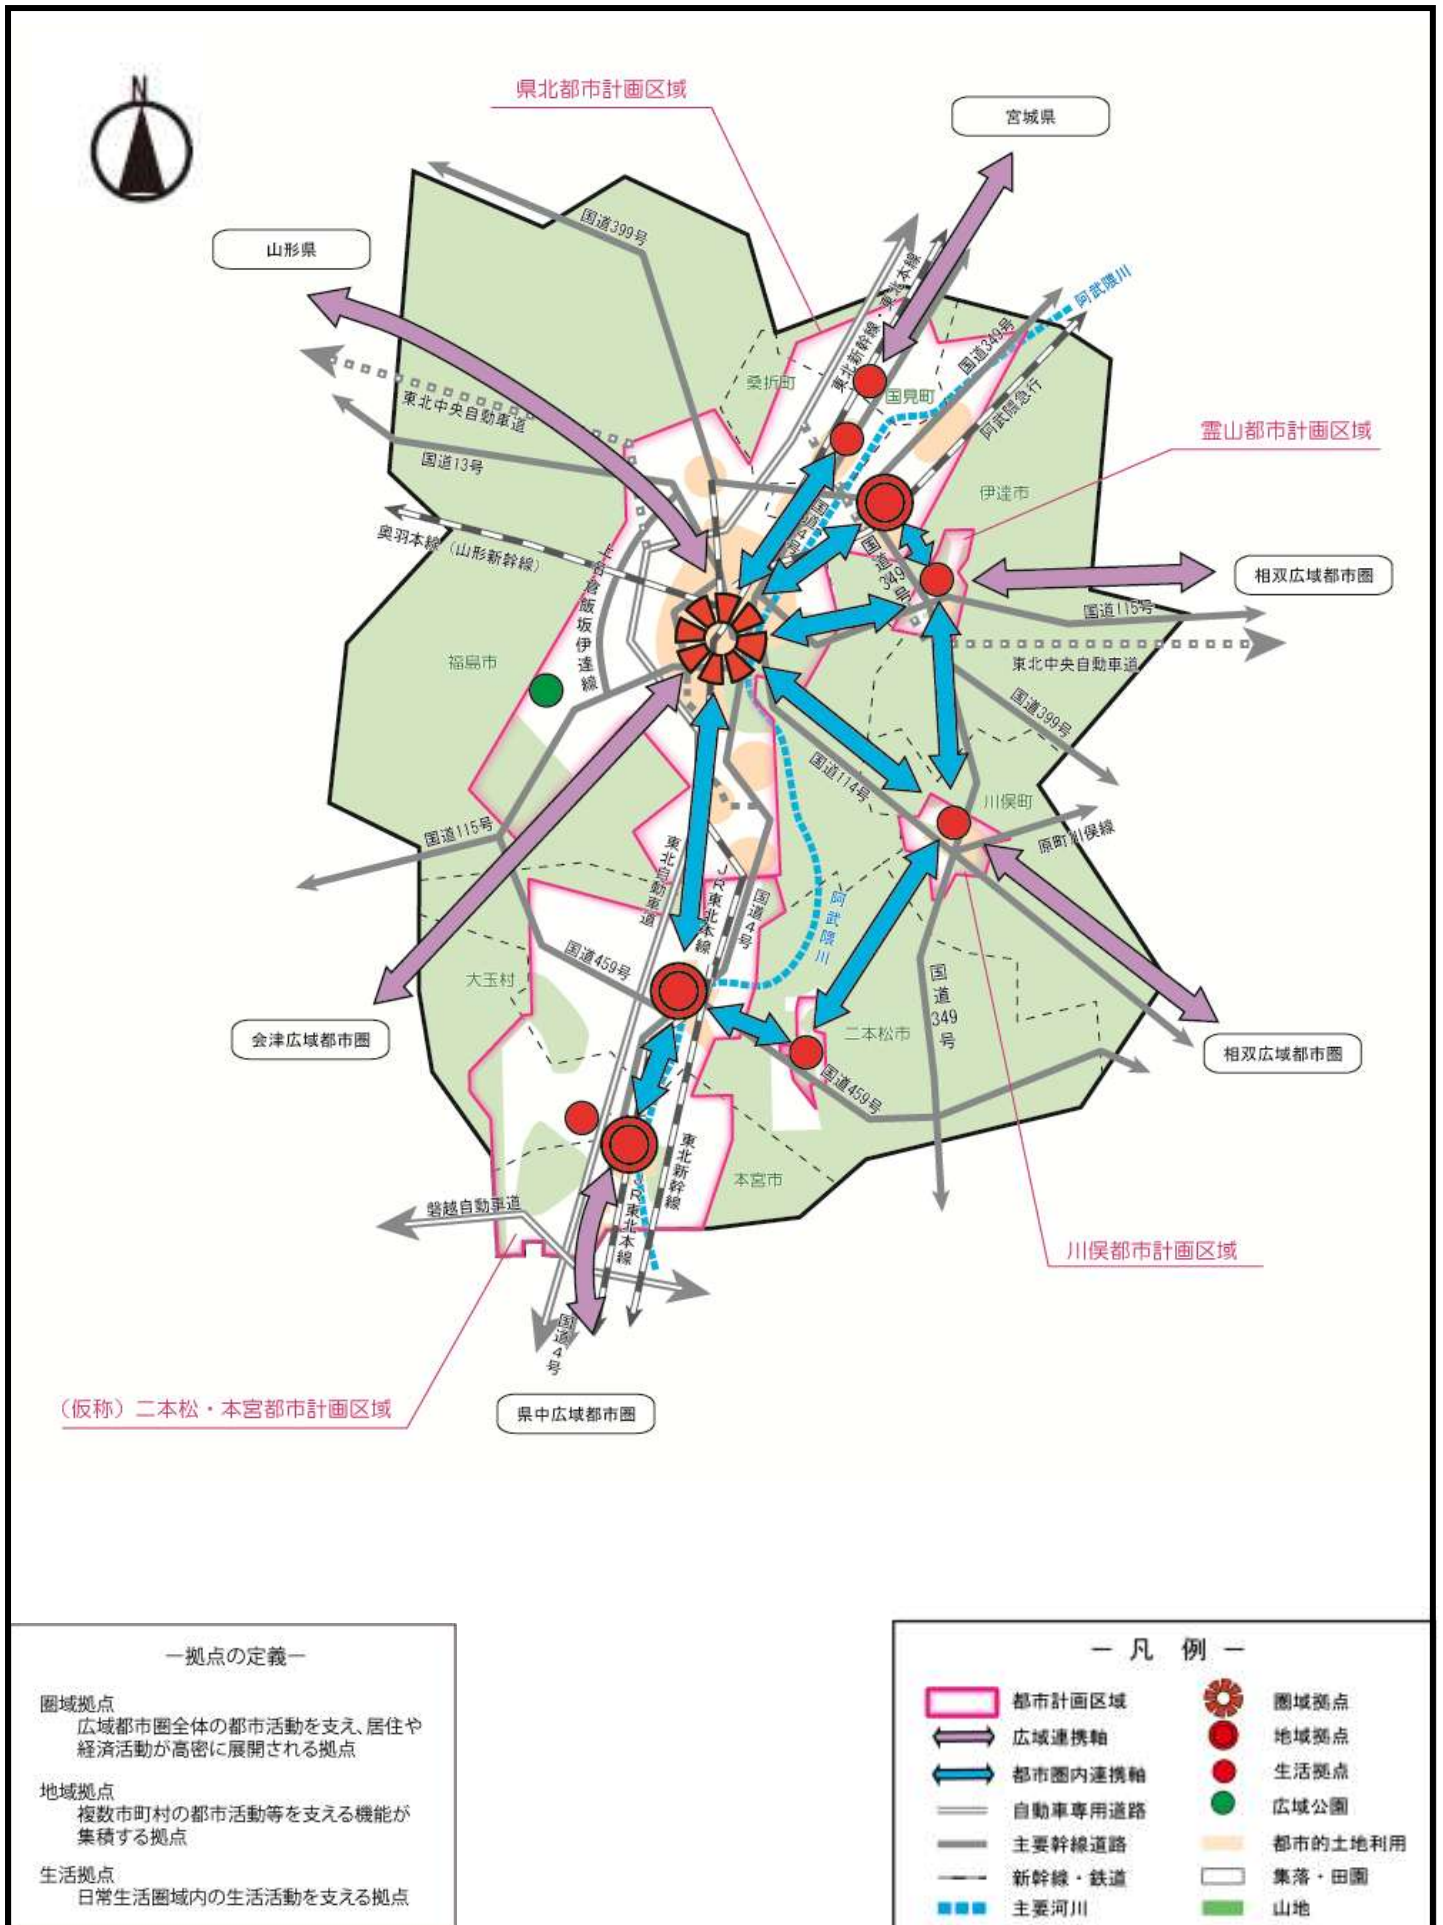 N
県北都市計画区域
宮城県
国道399号
山形県
東北新幹線・東北本線
阿武隈川
国道349号
桑折町
国見町
東北中央自動車道
阿武隈急行
霊山都市計画区域
国道13号
伊達市
国道4号
奥羽本線（山形新幹線）
国道349号
上名倉飯坂伊達線
相双広域都市圏
国道115号
東北中央自動車道
福島市
国道399号
国道114号
川俣町
国道115号
原町川俣線
東北自動車道
JR東北本線
国道4号
阿武隈川
国道459号
大玉村
国道349号
会津広域都市圏
二本松市
相双広域都市圏
国道459号
東北新幹線
本宮市
磐越自動車道
JR東北本線
川俣都市計画区域
国道4号
（仮称）二本松・本宮都市計画区域
県中広域都市圏
－拠点の定義－
圏域拠点
広域都市圏全体の都市活動を支え、居住や
経済活動が高密に展開される拠点
地域拠点
複数市町村の都市活動等を支える機能が
集積する拠点
生活拠点
日常生活圏域内の生活活動を支える拠点
－ 凡 例 －
都市計画区域
広域連携軸
都市圏内連携軸
自動車専用道路
主要幹線道路
新幹線・鉄道
主要河川
圏域拠点
地域拠点
生活拠点
広域公園
都市的土地利用
集落・田園
山地